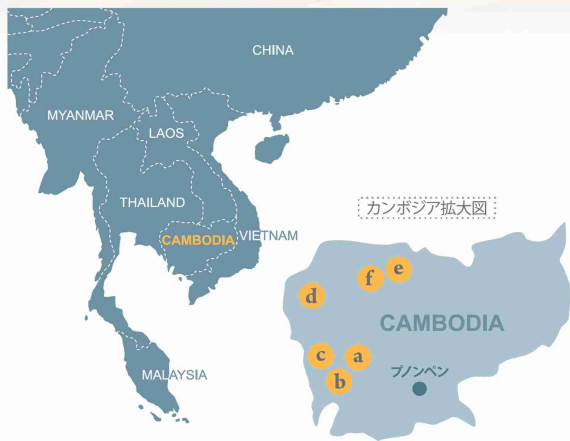 CHINA
MYANMAR
LAOS
THAILAND
CAMBODIA
VIETNAM
MALAYSIA
カンボジア拡大図
e
f
d
CAMBODIA
c
a
b
プノンペン